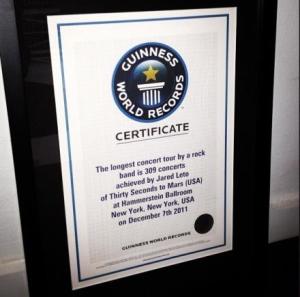 GUINNESS
WORLD RECORDS
CERTIFICATE
The longest concert tour by a rock
band is 309 concerts
achieved by Jared Leto
of Thirty Seconds to Mars (USA)
at Hammerstein Ballroom
New York. New York, USA
on December 7th 2011
GUINNESS WORLD RECORDS